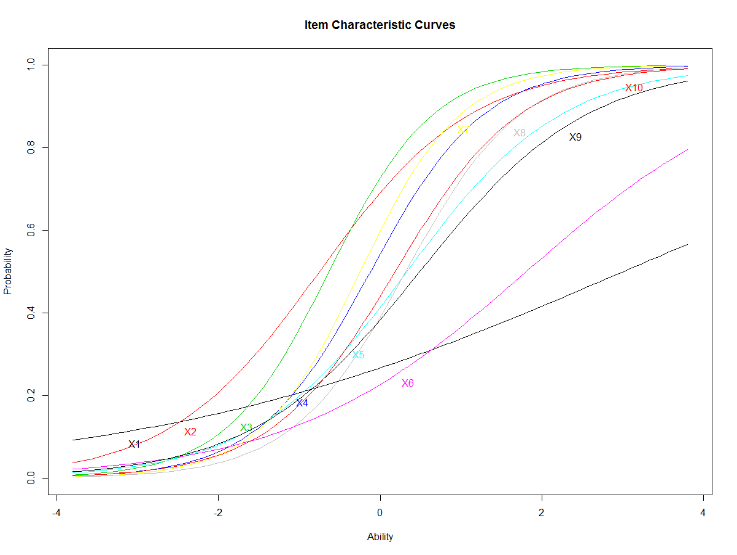 Item Characteristic Curves
1.0
0.8
0.6
0.4
0.2
0.0
Probability
X10
X7
X8
X9
X5
X6
X4
X3
X2
X1
-4
-2
0
2
4
Ability